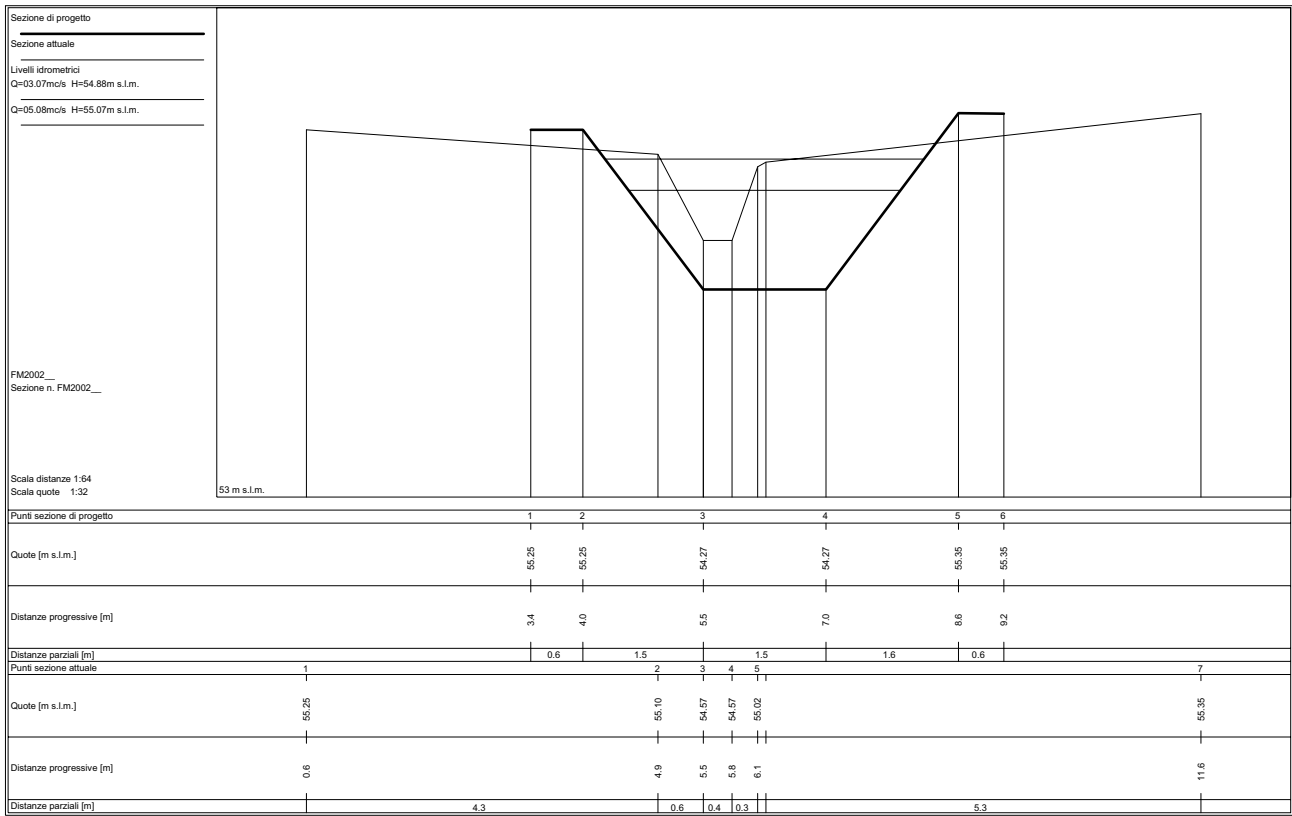 Sezione di progetto
Sezione attuale
Livelli idrometrici
Q=03.07mc/s H=54.88m s.l.m.
Q=05.08mc/s H=55.07m s.l.m.
FM2002__
Sezione n. FM2002__
Scala distanze 1:64
Scala quote 1:32
53 m s.l.m.
Punti sezione di progetto 1 2 3 4 5 6
Quote [m s.l.m.] 55.25 55.25 54.27 54.27 55.35 55.35
Distanze progressive [m] 3.4 4.0 5.5 7.0 8.6 9.2
Distanze parziali [m] 0.6 1.5 1.5 1.6 0.6
Punti sezione attuale 1 2 3 4 5 7
Quote [m s.l.m.] 55.25 55.10 54.57 54.57 55.02 55.35
Distanze progressive [m] 0.6 4.9 5.5 5.8 6.1 11.6
Distanze parziali [m] 4.3 0.6 0.4 0.3 5.3